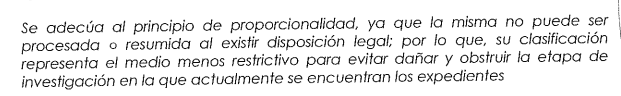 Se adecúa al principio de proporcionalidad, ya que la misma no puede ser
procesada o resumida al existir disposición legal; por lo que, su clasificación
representa el medio menos restrictivo para evitar dañar y obstruir la etapa de
investigación en la que actualmente se encuentran los expedientes